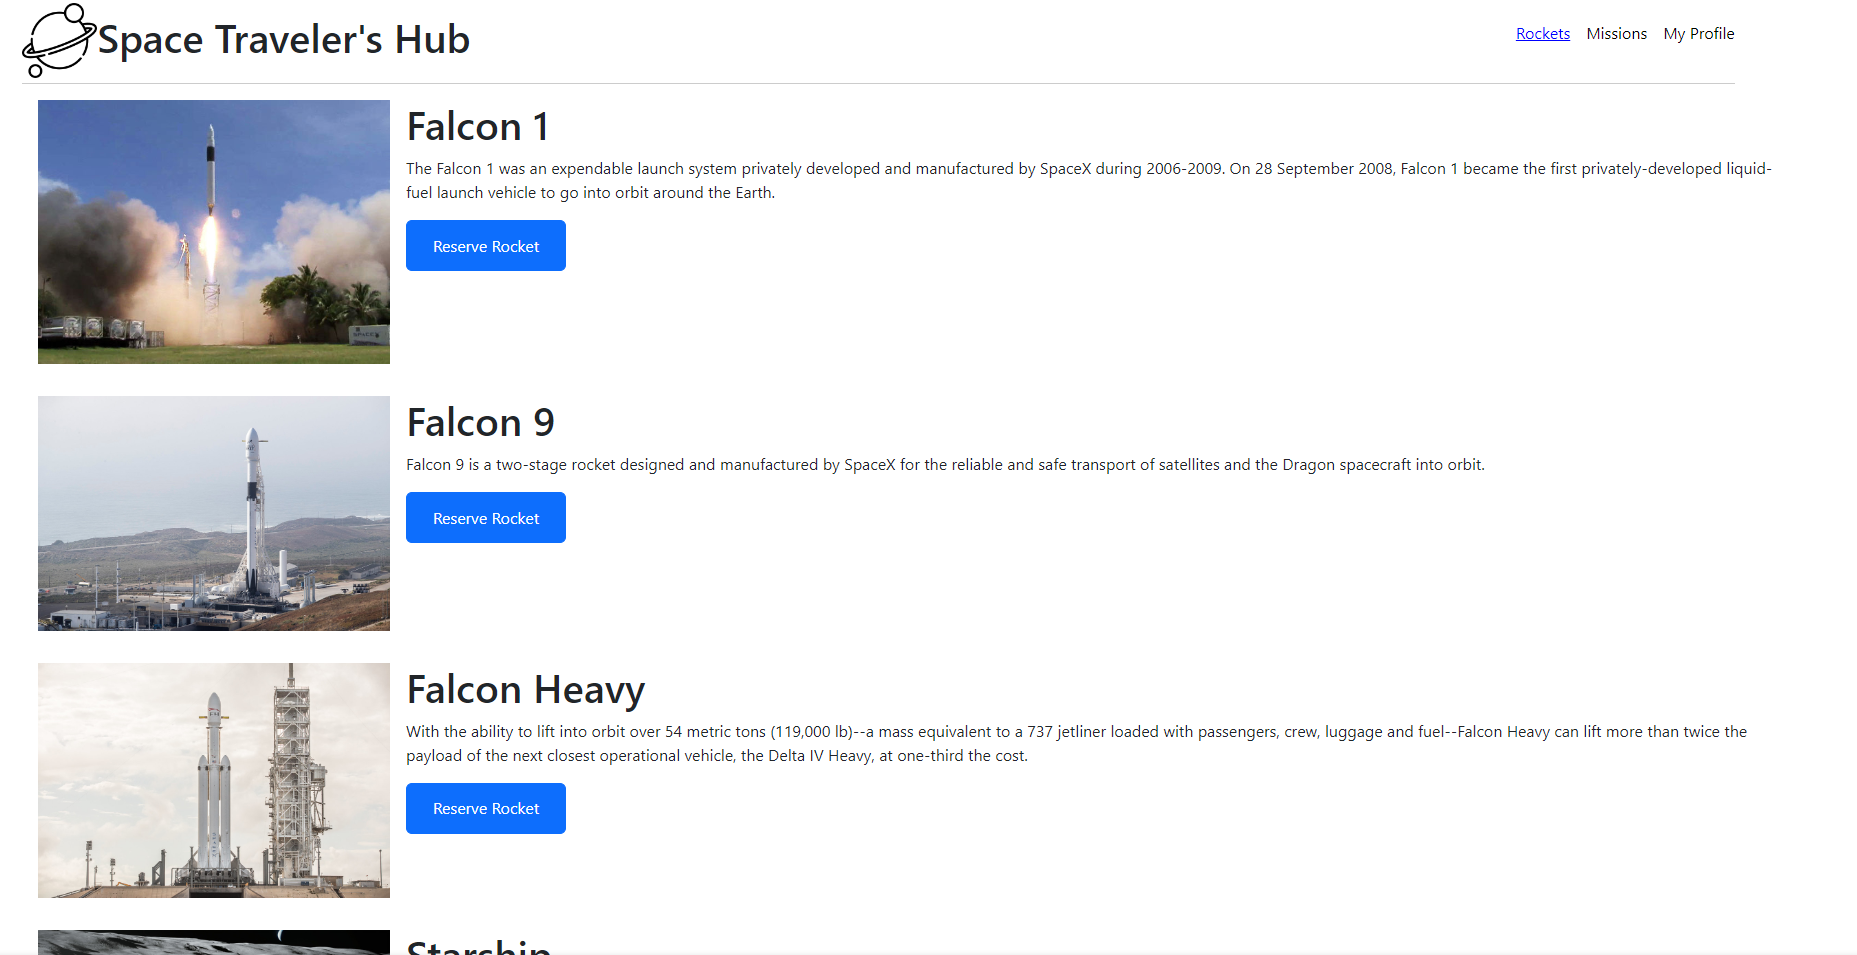 Space Traveler's Hub
Rockets Missions My Profile
Falcon 1
The Falcon 1 was an expendable launch system privately developed and manufactured by SpaceX during 2006-2009. On 28 September 2008, Falcon 1 became the first privately-developed liquid-
fuel launch vehicle to go into orbit around the Earth.
Reserve Rocket
Falcon 9
Falcon 9 is a two-stage rocket designed and manufactured by SpaceX for the reliable and safe transport of satellites and the Dragon spacecraft into orbit.
Reserve Rocket
Falcon Heavy
With the ability to lift into orbit over 54 metric tons (119,000 lb)--a mass equivalent to a 737 jetliner loaded with passengers, crew, luggage and fuel--Falcon Heavy can lift more than twice the
payload of the next closest operational vehicle, the Delta IV Heavy, at one-third the cost.
Reserve Rocket
Starship